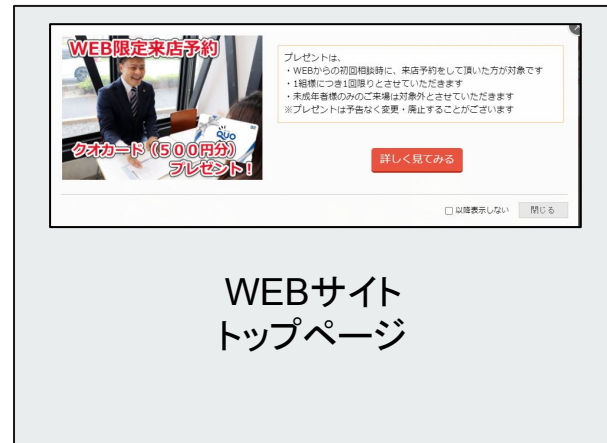 WEB限定来店予約
クオカード（５００円分）
プレゼント！
QUO
プレゼントは、
・WEBからの初回相談時に、来店予約をして頂いた方が対象です
・1組様につき1回限りとさせていただきます
・未成年者様のみのご来場は対象外とさせていただきます
※プレゼントは予告なく変更・廃止することがございます
詳しく見てみる
以降表示しない
閉じる
WEBサイト
トップページ